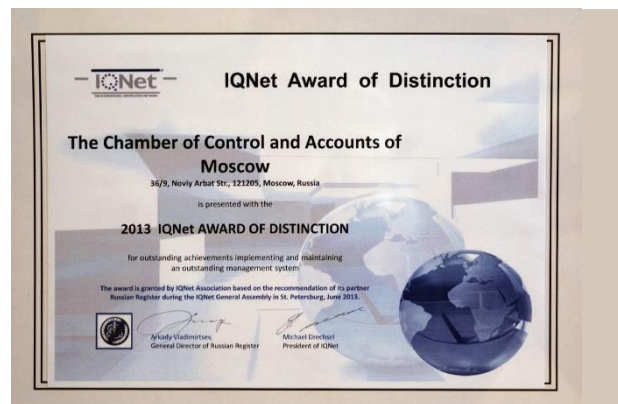 IQNet
THE INTERNATIONAL CERTIFICATION NETWORK
IQNet Award of Distinction
The Chamber of Control and Accounts of
Moscow
36/9, Noviy Arbat Str., 121205, Moscow, Russia
is presented with the
2013 IQNet AWARD OF DISTINCTION
for outstanding achievements implementing and maintaining
an outstanding management system
The award is granted by IQNet Association based on the recommendation of its partner
Russian Register during the IQNet General Assembly in St. Petersburg, June 2013.
Arkady Vladimirtsev,
General Director of Russian Register
Michael Drechsel
President of IQNet